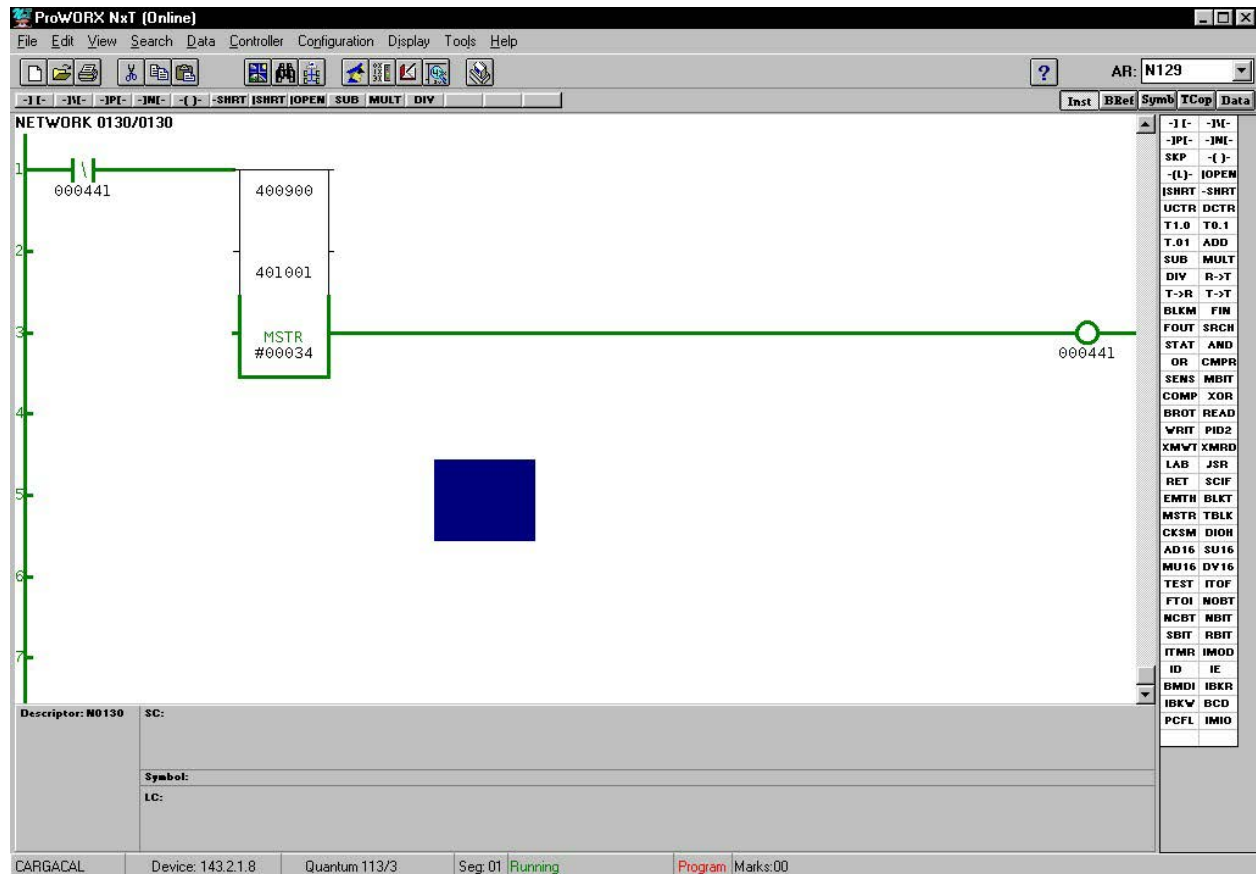 ProWORX NxT (Online)
File Edit View Search Data Controller Configuration Display Tools Help
? AR: N129
-] [- -]\[- -]P[- -]N[- -( )- -SHRT |SHRT |OPEN SUB MULT DIV
Inst BRef Symb TCop Data
NETWORK 0130/0130
1
000441
400900
2
401001
3
MSTR
#00034
000441
4
5
6
7
-] [- -]\[-
-]P[- -]N[-
SKP -( )-
-(L)- |OPEN
|SHRT -SHRT
UCTR DCTR
T1.0 T0.1
T.01 ADD
SUB MULT
DIV R->T
T->R T->T
BLKM FIN
FOUT SRCH
STAT AND
OR CMPR
SENS MBIT
COMP XOR
BROT READ
WRIT PID2
XMWT XMRD
LAB JSR
RET SCIF
EMTH BLKT
MSTR TBLK
CKSM DIOH
AD16 SU16
MU16 DV16
TEST ITOF
FTOI NOBT
NCBT NBIT
SBIT RBIT
ITMR IMOD
ID IE
BMDI IBKR
IBKW BCD
PCFL IMIO
Descriptor: N0130 SC:
Symbol:
LC:
CARGACAL Device: 143.2.1.8 Quantum 113/3 Seg: 01 Running Program Marks:00